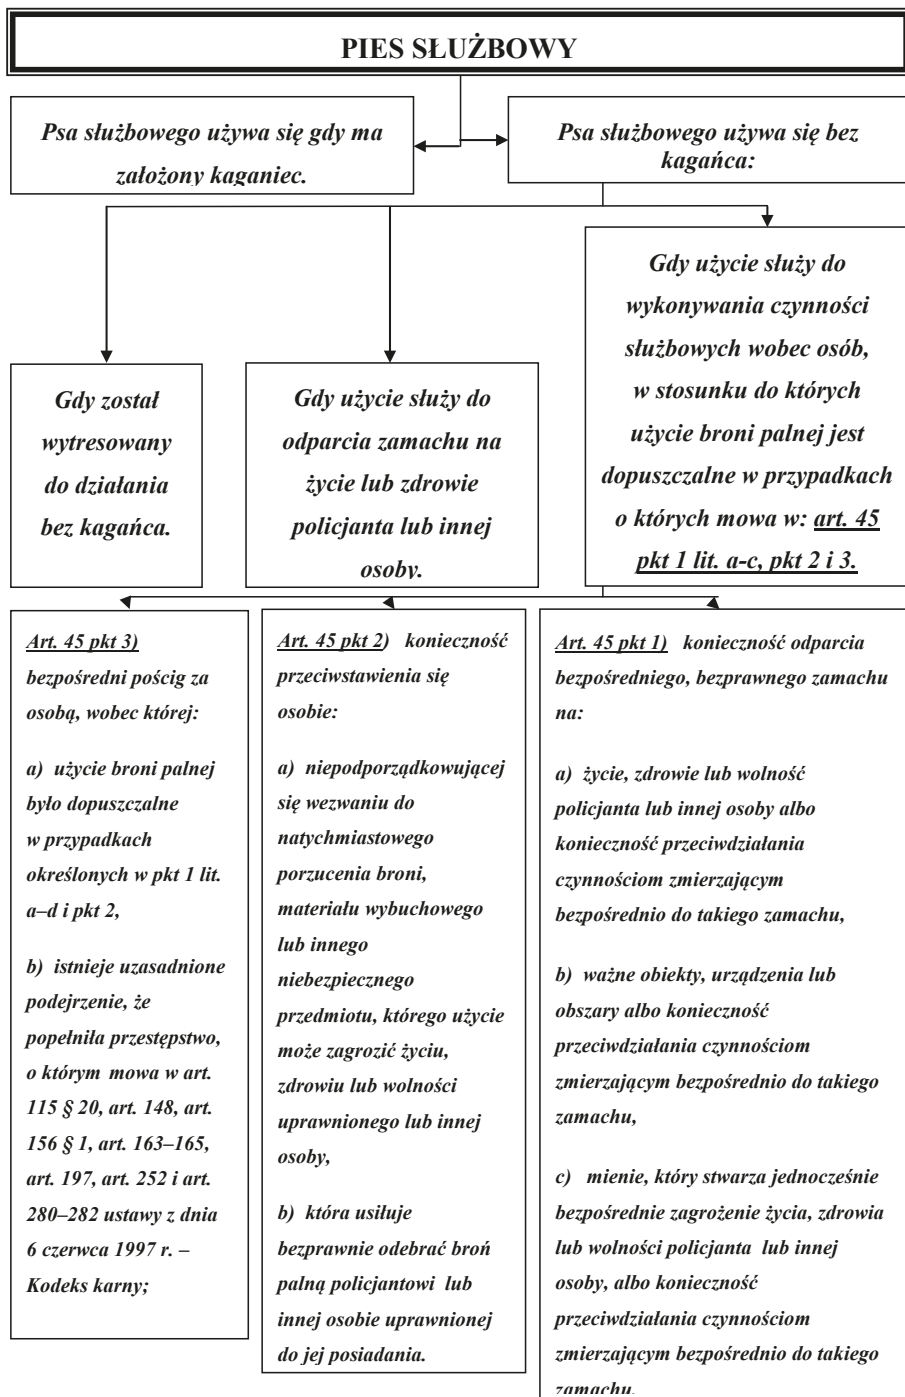 PIES SŁUŻBOWY
Psa służbowego używa się gdy ma
założony kaganiec.
Psa służbowego używa się bez
kagańca:
Gdy został
wytresowany
do działania
bez kagańca.
Gdy użycie służy do
odparcia zamachu na
życie lub zdrowie
policjanta lub innej
osoby.
Gdy użycie służy do
wykonywania czynności
służbowych wobec osób,
w stosunku do których
użycie broni palnej jest
dopuszczalne w przypadkach
o których mowa w: art. 45
pkt 1 lit. a-c, pkt 2 i 3.
Art. 45 pkt 3)
bezpośredni pościg za
osobą, wobec której:
a) użycie broni palnej
było dopuszczalne
w przypadkach
określonych w pkt 1 lit.
a–d i pkt 2,
b) istnieje uzasadnione
podejrzenie, że
popełniła przestępstwo,
o którym mowa w art.
115 § 20, art. 148, art.
156 § 1, art. 163–165,
art. 197, art. 252 i art.
280–282 ustawy z dnia
6 czerwca 1997 r. –
Kodeks karny;
Art. 45 pkt 2) konieczność
przeciwstawienia się
osobie:
a) niepodporządkowującej
się wezwaniu do
natychmiastowego
porzucenia broni,
materiału wybuchowego
lub innego
niebezpiecznego
przedmiotu, którego użycie
może zagrozić życiu,
zdrowiu lub wolności
uprawnionego lub innej
osoby,
b) która usiłuje
bezprawnie odebrać broń
palną policjantowi lub
innej osobie uprawnionej
do jej posiadania.
Art. 45 pkt 1) konieczność odparcia
bezpośredniego, bezprawnego zamachu
na:
a) życie, zdrowie lub wolność
policjanta lub innej osoby albo
konieczność przeciwdziałania
czynnościom zmierzającym
bezpośrednio do takiego zamachu,
b) ważne obiekty, urządzenia lub
obszary albo konieczność
przeciwdziałania czynnościom
zmierzającym bezpośrednio do takiego
zamachu,
c) mienie, który stwarza jednocześnie
bezpośrednie zagrożenie życia, zdrowia
lub wolności policjanta lub innej
osoby, albo konieczność
przeciwdziałania czynnościom
zmierzającym bezpośrednio do takiego
zamachu.